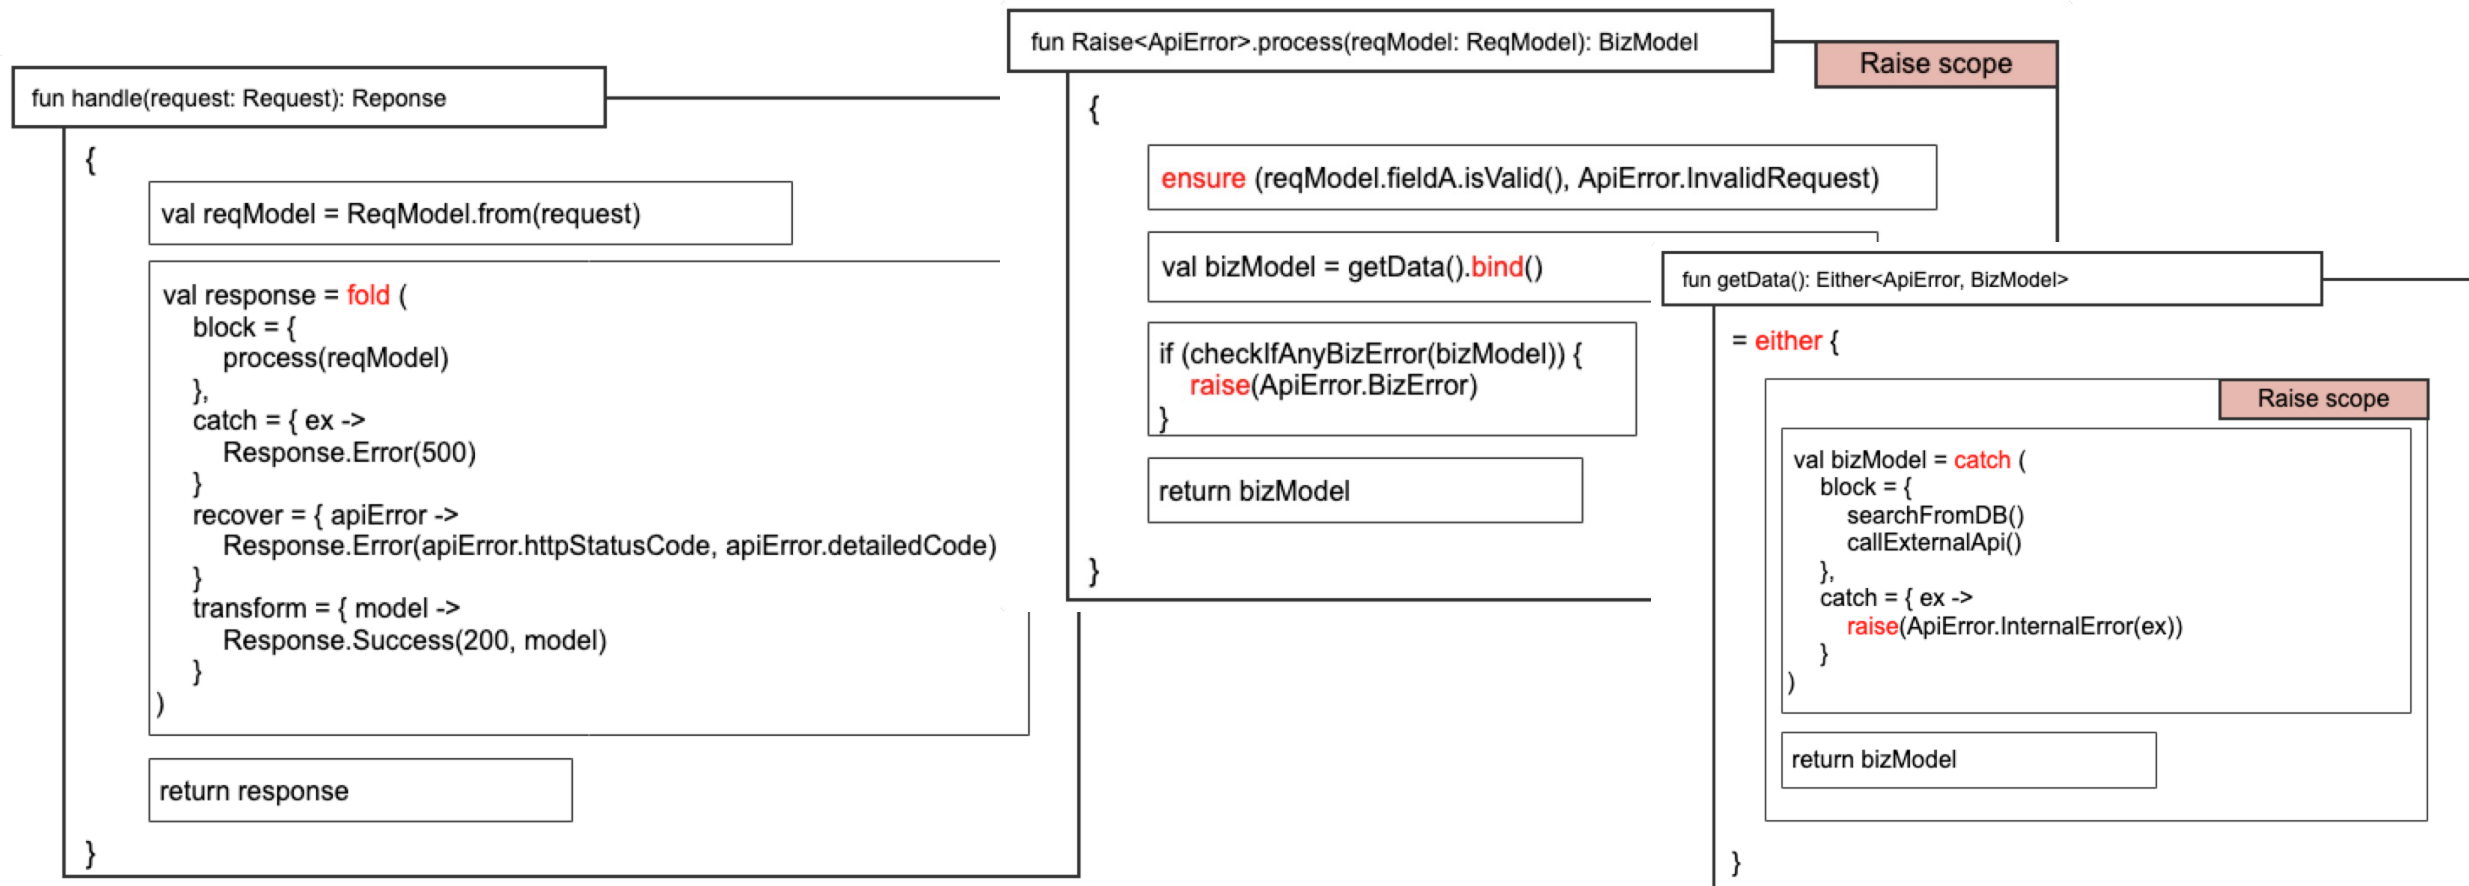 fun handle(request: Request): Reponse
{
val reqModel = ReqModel.from(request)
val response = fold (
block = {
process(reqModel)
},
catch = { ex ->
Response.Error(500)
}
recover = { apiError ->
Response.Error(apiError.httpStatusCode, apiError.detailedCode)
}
transform = { model ->
Response.Success(200, model)
}
)
return response
}
fun Raise<ApiError>.process(reqModel: ReqModel): BizModel
Raise scope
{
ensure (reqModel.fieldA.isValid(), ApiError.InvalidRequest)
val bizModel = getData().bind()
if (checkIfAnyBizError(bizModel)) {
raise(ApiError.BizError)
}
return bizModel
}
fun getData(): Either<ApiError, BizModel>
= either {
Raise scope
val bizModel = catch (
block = {
searchFromDB()
callExternalApi()
},
catch = { ex ->
raise(ApiError.InternalError(ex))
}
)
return bizModel
}